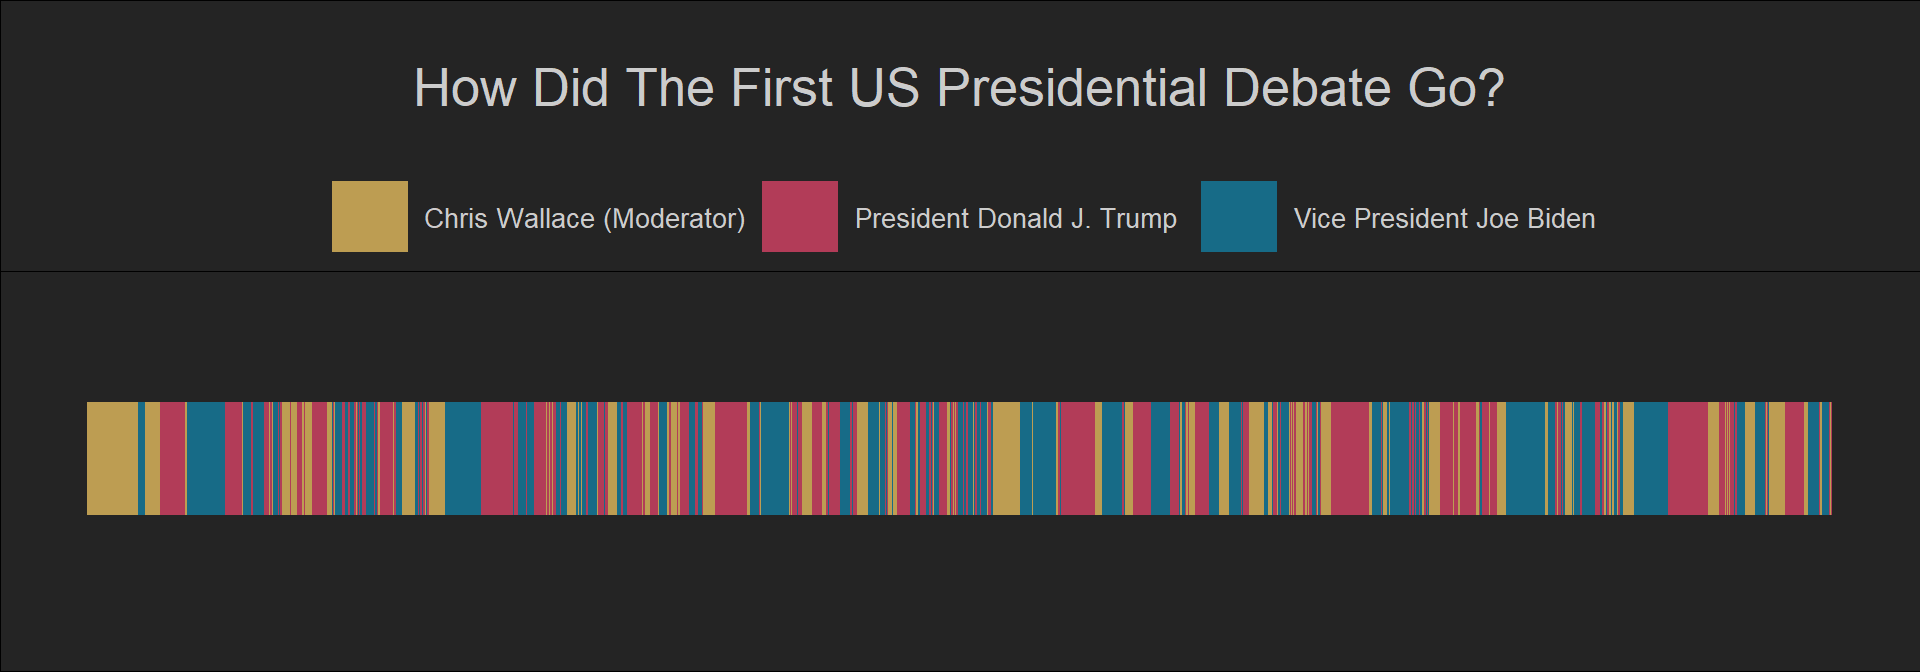 How Did The First US Presidential Debate Go?
Chris Wallace (Moderator) President Donald J. Trump Vice President Joe Biden